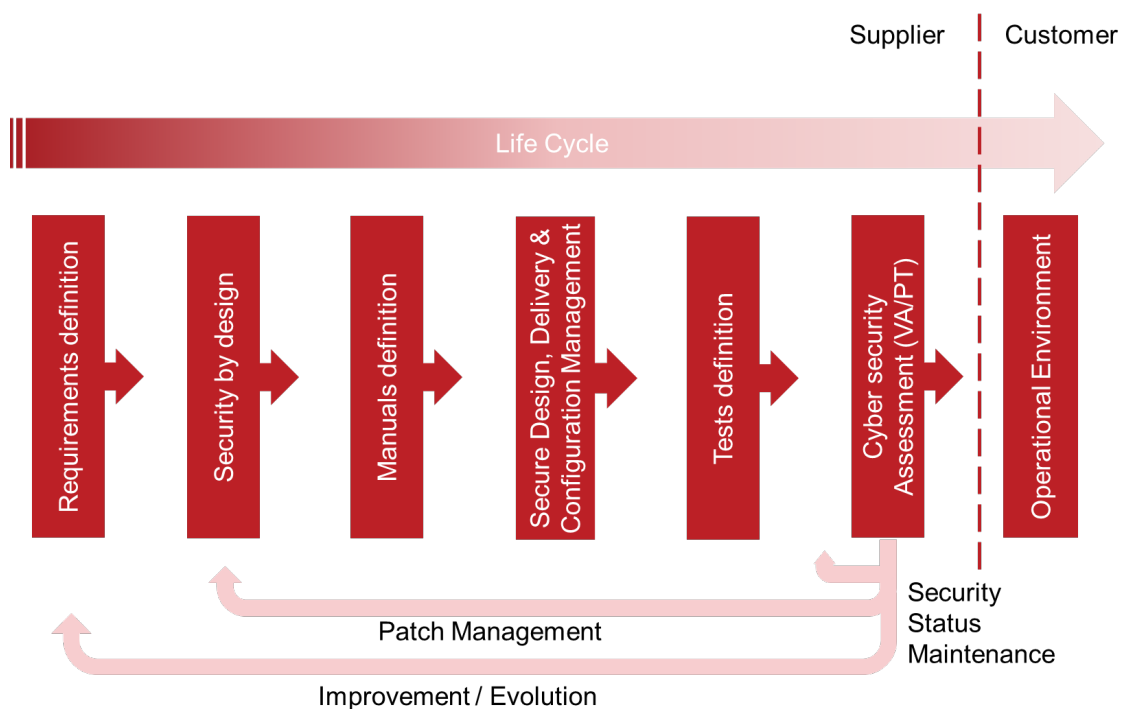 Supplier
Customer
Life Cycle
Requirements definition
Security by design
Manuals definition
Secure Design, Delivery &
Configuration Management
Tests definition
Cyber security
Assessment (VA/PT)
Operational Environment
Security
Status
Maintenance
Patch Management
Improvement / Evolution